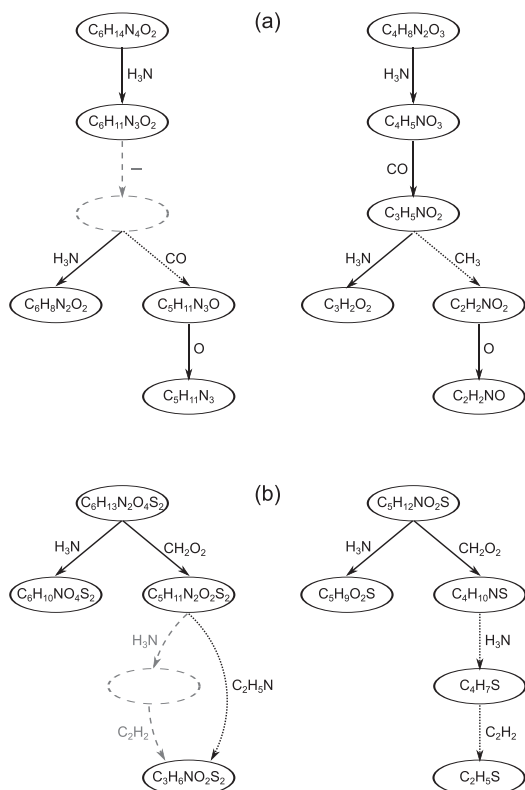 (a)
C₆H₁₄N₄O₂
H₃N
C₆H₁₁N₃O₂
–
H₃N
CO
C₆H₈N₂O₂
C₅H₁₁N₃O
O
C₅H₁₁N₃
C₄H₈N₂O₃
H₃N
C₄H₅NO₃
CO
C₃H₅NO₂
H₃N
CH₃
C₃H₂O₂
C₂H₂NO₂
O
C₂H₂NO
(b)
C₆H₁₃N₂O₄S₂
H₃N
CH₂O₂
C₆H₁₀NO₄S₂
C₅H₁₁N₂O₂S₂
H₃N
C₂H₅N
C₂H₂
C₃H₆NO₂S₂
C₅H₁₂NO₂S
H₃N
CH₂O₂
C₅H₉O₂S
C₄H₁₀NS
H₃N
C₄H₇S
C₂H₂
C₂H₅S